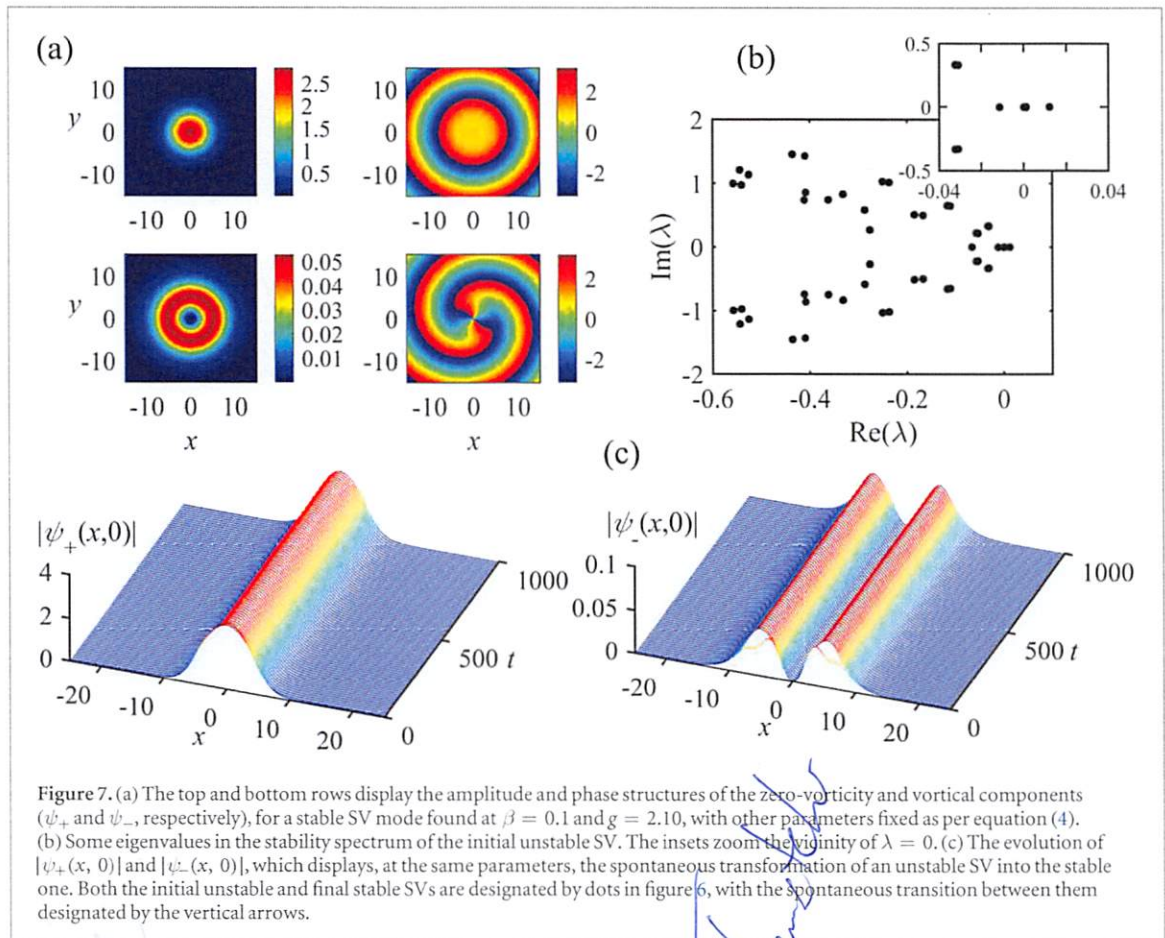 (a)
2.5
2
1.5
1
0.5
2
0
-2
y
10
0
-10
10
0
-10
-10 0 10
-10 0 10
0.05
0.04
0.03
0.02
0.01
2
0
-2
y
10
0
-10
10
0
-10
-10 0 10
-10 0 10
x
x
(b)
0.5
0
-0.5
-0.04 0 0.04
2
1
0
-1
-2
Im(λ)
-0.6 -0.4 -0.2 0
Re(λ)
(c)
|ψ₊(x,0)|
4
2
0
-20 -10 0 10 20
x
0
500 t
1000
|ψ₋(x,0)|
0.1
0.05
0
-20 -10 0 10 20
x
0
500 t
1000
Figure 7. (a) The top and bottom rows display the amplitude and phase structures of the zero-vorticity and vortical components
(ψ₊ and ψ₋, respectively), for a stable SV mode found at β = 0.1 and g = 2.10, with other parameters fixed as per equation (4).
(b) Some eigenvalues in the stability spectrum of the initial unstable SV. The insets zoom the vicinity of λ = 0. (c) The evolution of
|ψ₊(x, 0)| and |ψ₋(x, 0)|, which displays, at the same parameters, the spontaneous transformation of an unstable SV into the stable
one. Both the initial unstable and final stable SVs are designated by dots in figure 6, with the spontaneous transition between them
designated by the vertical arrows.